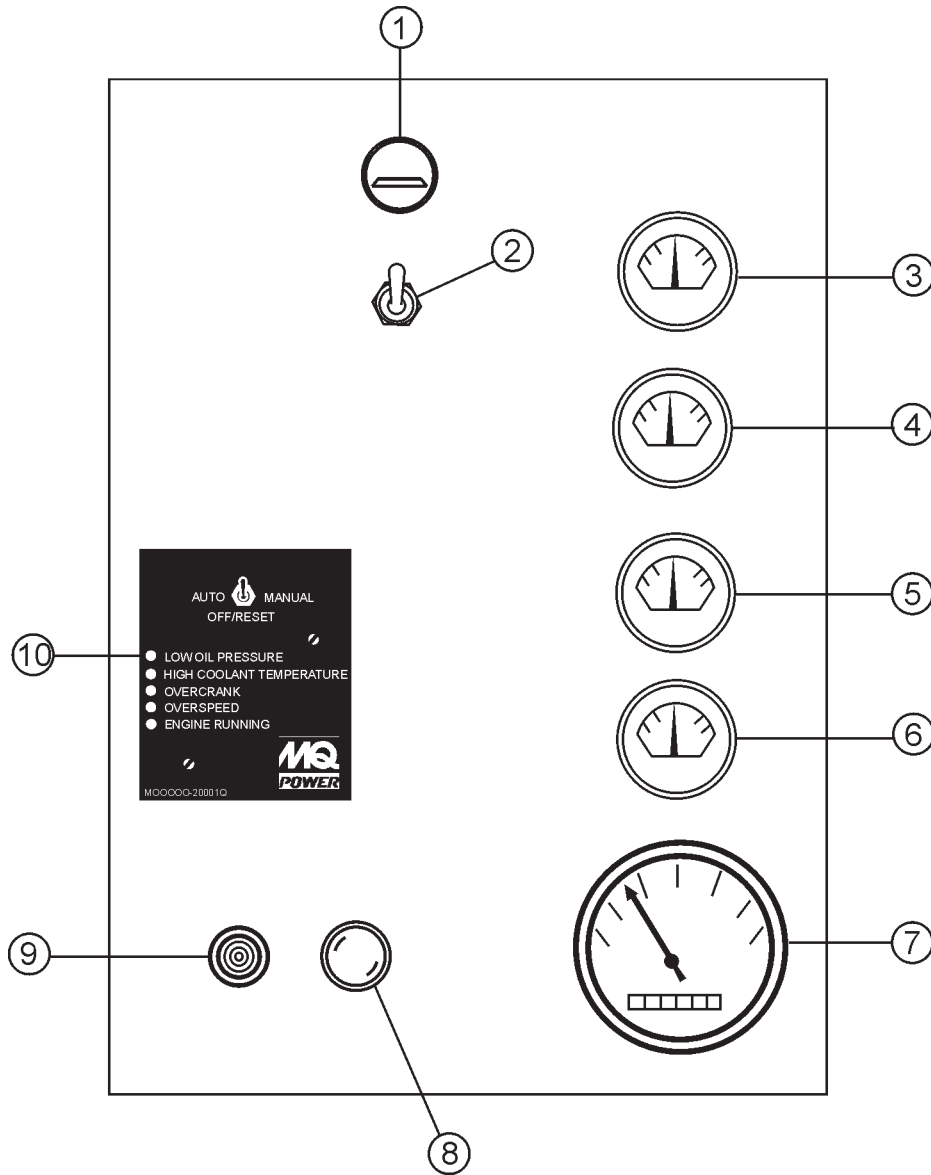 1
2
3
4
5
6
7
8
9
10
AUTO MANUAL
OFF/RESET
LOW OIL PRESSURE
HIGH COOLANT TEMPERATURE
OVERCRANK
OVERSPEED
ENGINE RUNNING
MQ
POWER
MOOOOO-20001Q